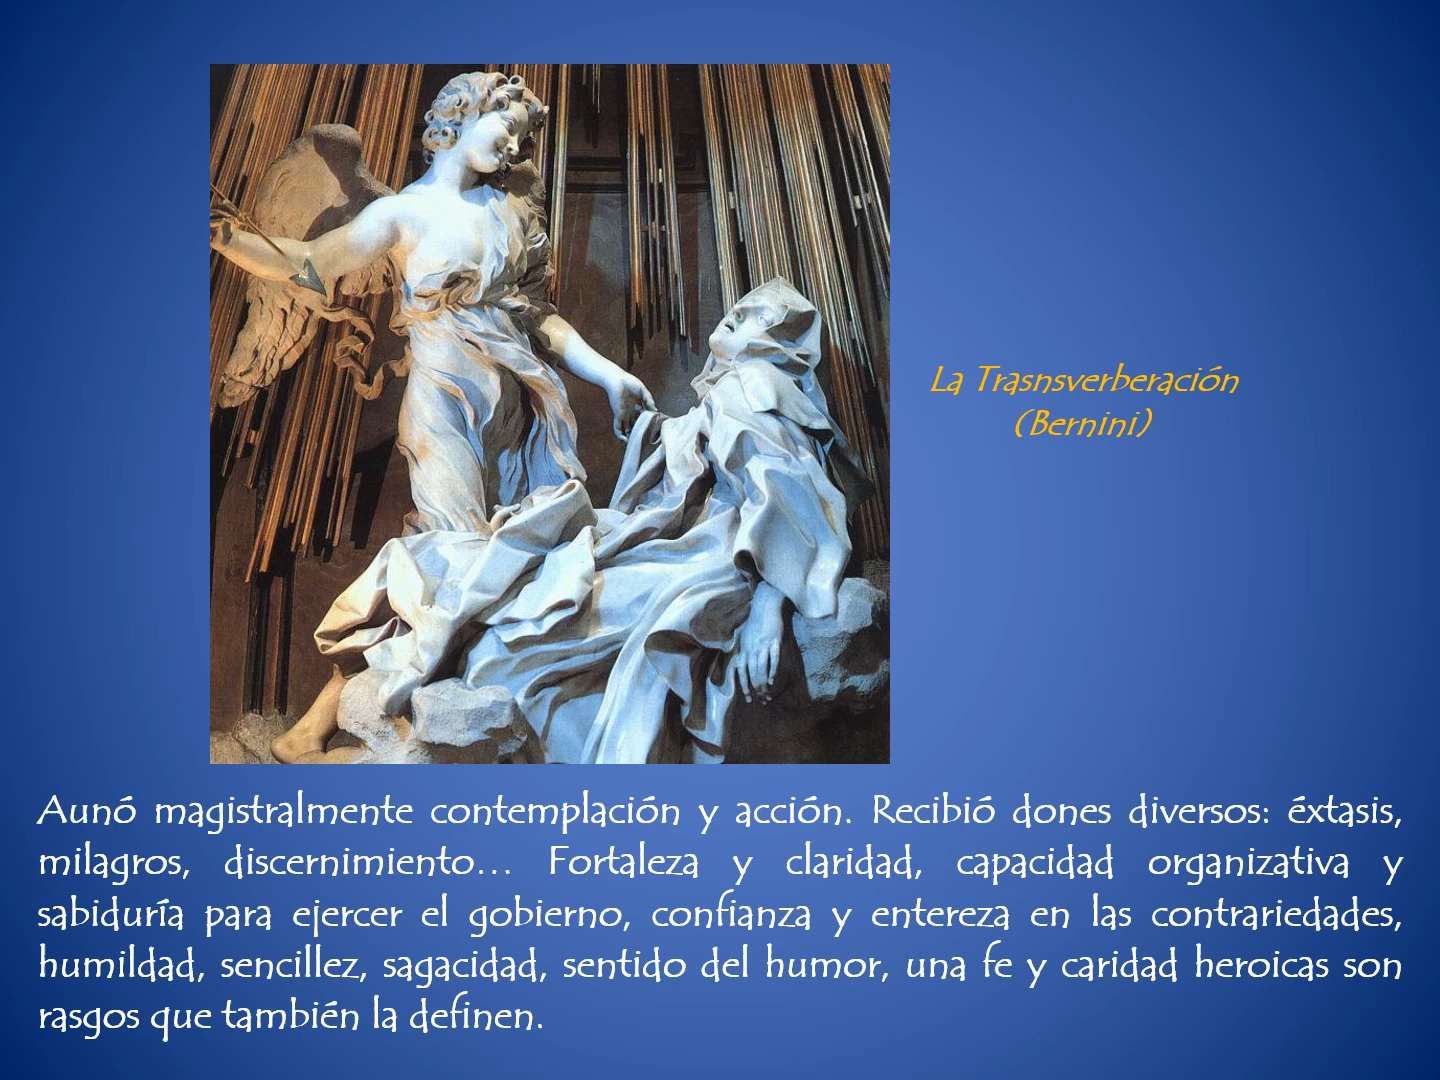 La Trasnsverberación
(Bernini)
Aunó magistralmente contemplación y acción. Recibió dones diversos: éxtasis,
milagros, discernimiento... Fortaleza y claridad, capacidad organizativa y
sabiduría para ejercer el gobierno, confianza y entereza en las contrariedades,
humildad, sencillez, sagacidad, sentido del humor, una fe y caridad heroicas son
rasgos que también la definen.